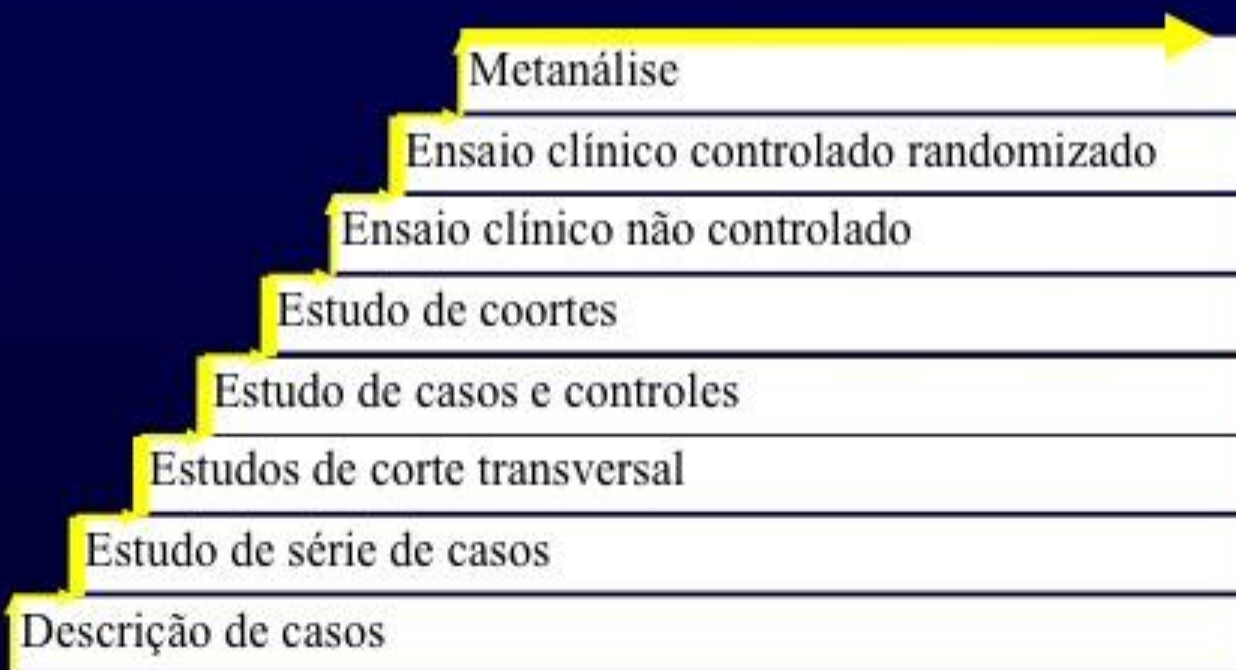 Metanálise
Ensaio clínico controlado randomizado
Ensaio clínico não controlado
Estudo de coortes
Estudo de casos e controles
Estudos de corte transversal
Estudo de série de casos
Descrição de casos